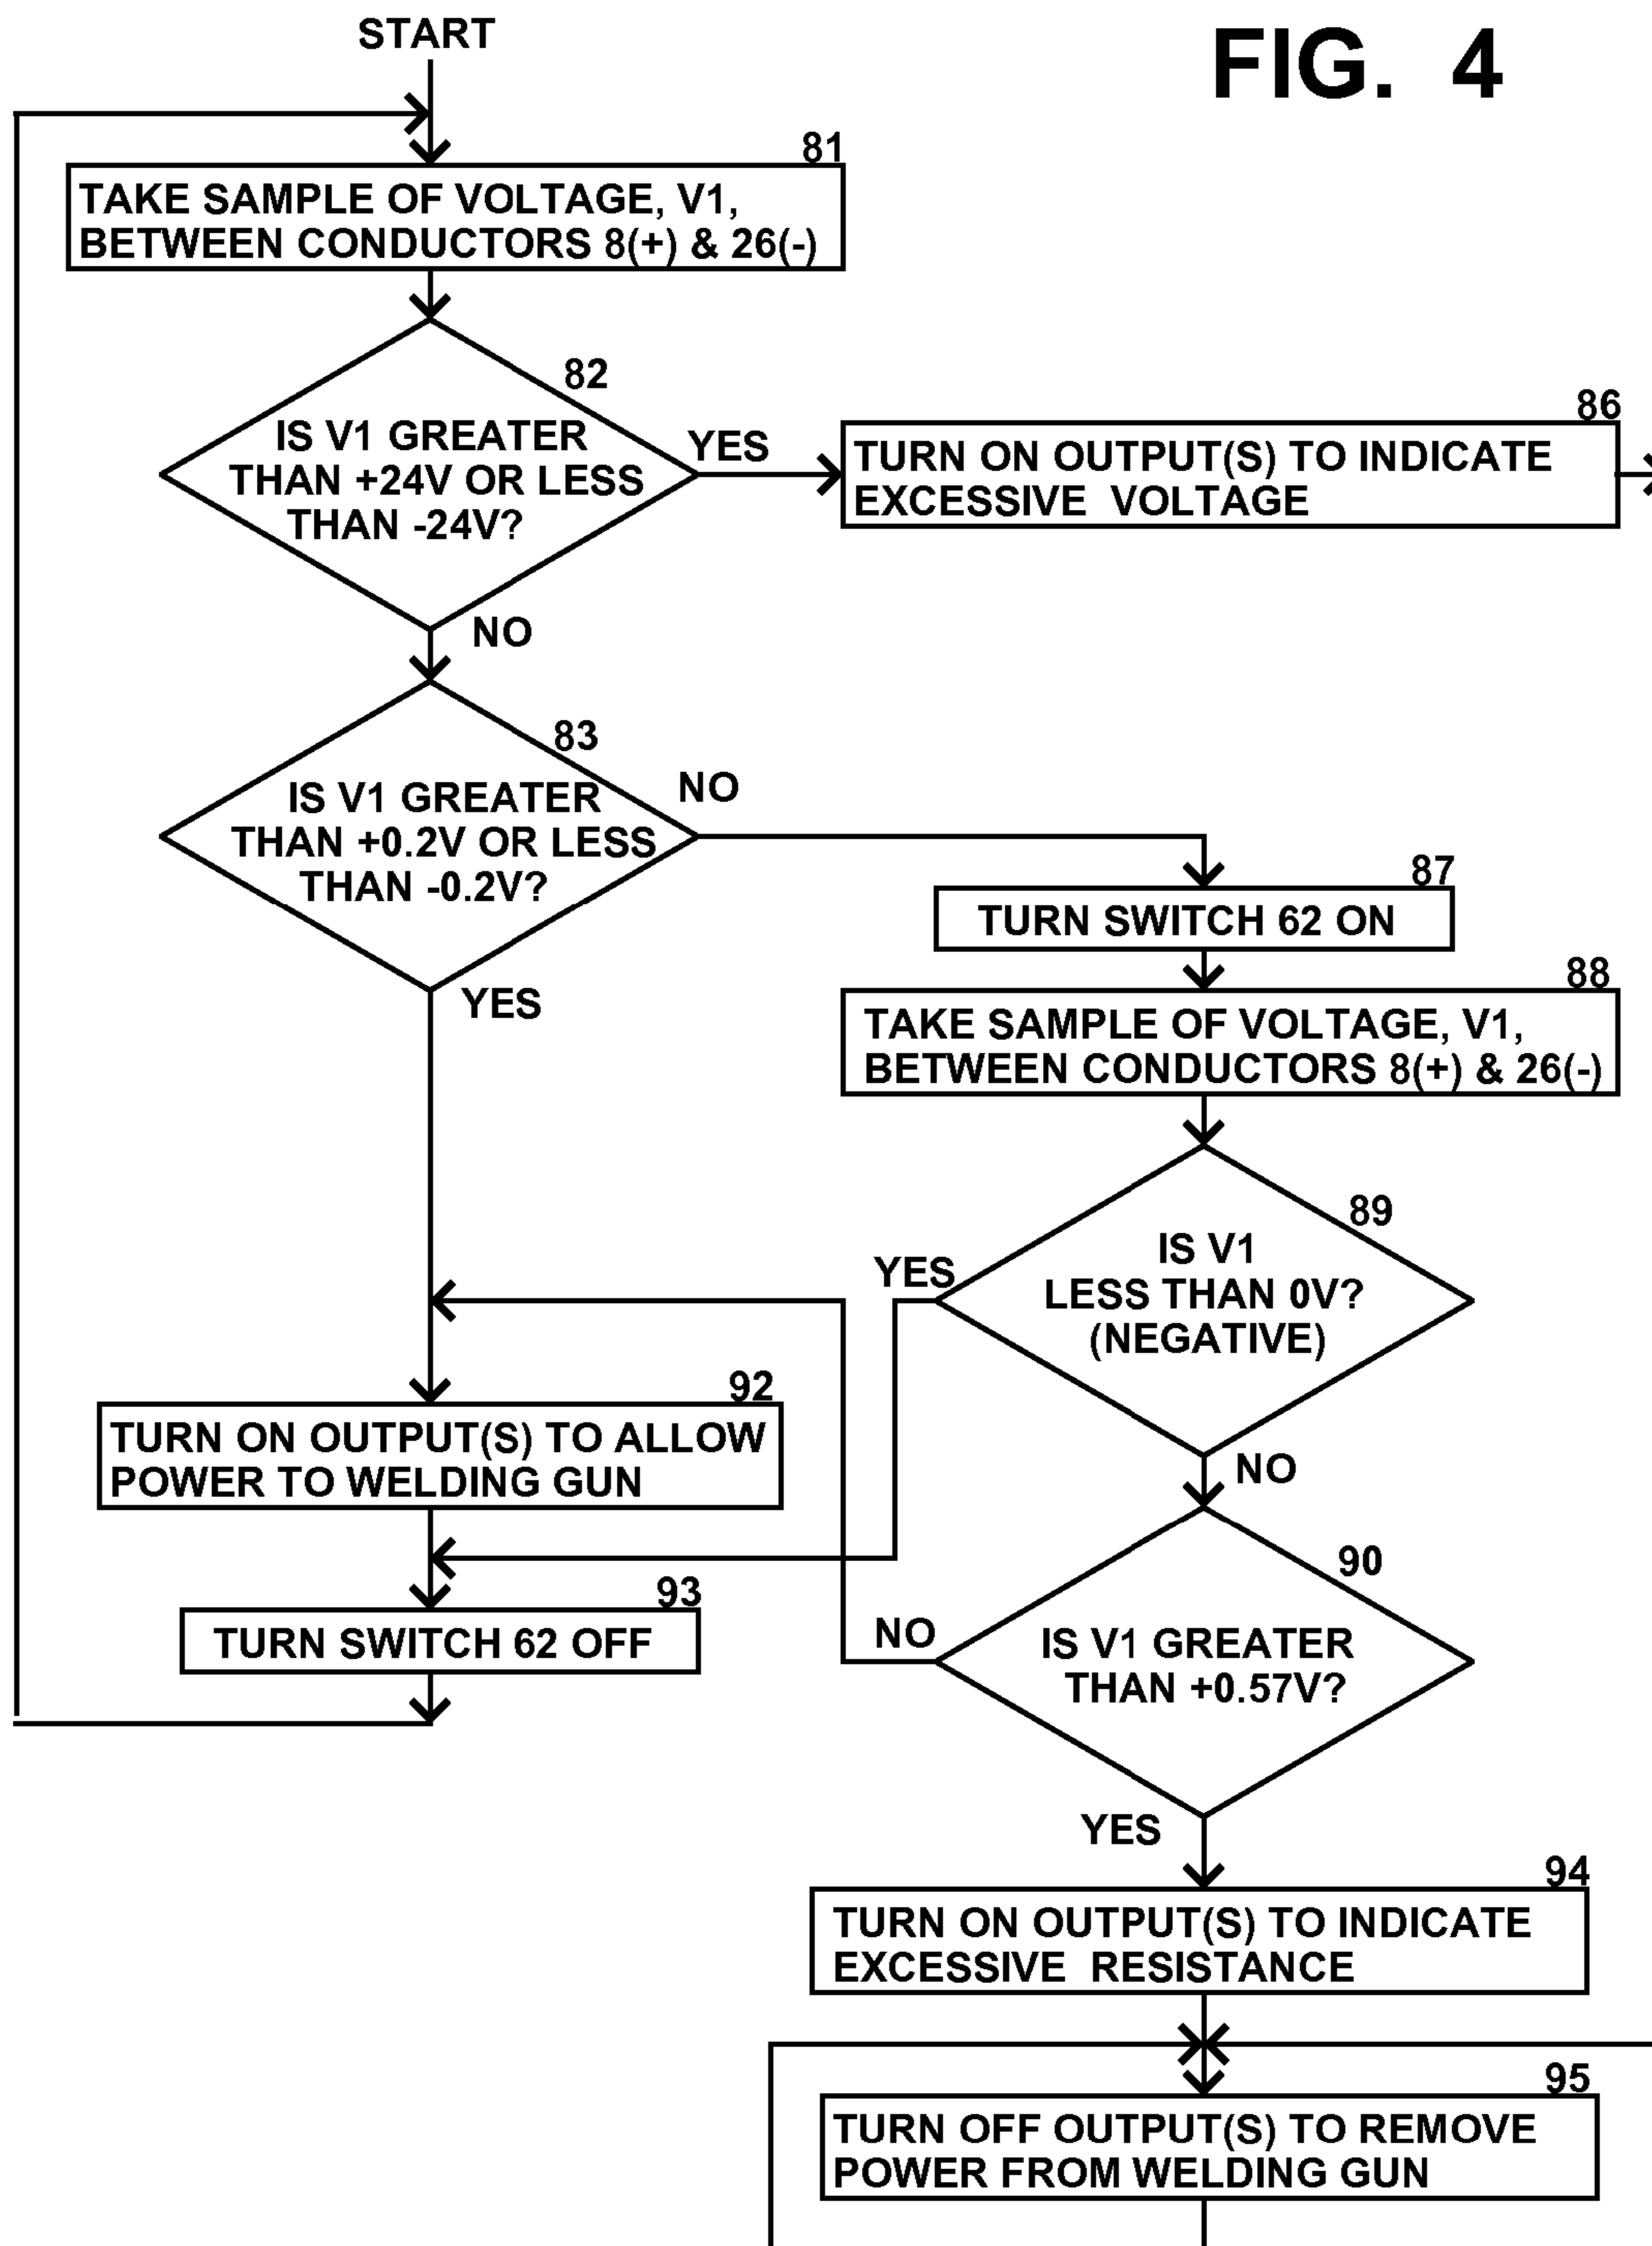 START
FIG. 4
81
TAKE SAMPLE OF VOLTAGE, V1,
BETWEEN CONDUCTORS 8(+) & 26(-)
82
IS V1 GREATER
THAN +24V OR LESS
THAN -24V?
YES
86
TURN ON OUTPUT(S) TO INDICATE
EXCESSIVE VOLTAGE
NO
83
IS V1 GREATER
THAN +0.2V OR LESS
THAN -0.2V?
NO
87
TURN SWITCH 62 ON
YES
88
TAKE SAMPLE OF VOLTAGE, V1,
BETWEEN CONDUCTORS 8(+) & 26(-)
89
IS V1
LESS THAN 0V?
(NEGATIVE)
YES
92
TURN ON OUTPUT(S) TO ALLOW
POWER TO WELDING GUN
NO
93
TURN SWITCH 62 OFF
90
IS V1 GREATER
THAN +0.57V?
NO
YES
94
TURN ON OUTPUT(S) TO INDICATE
EXCESSIVE RESISTANCE
95
TURN OFF OUTPUT(S) TO REMOVE
POWER FROM WELDING GUN